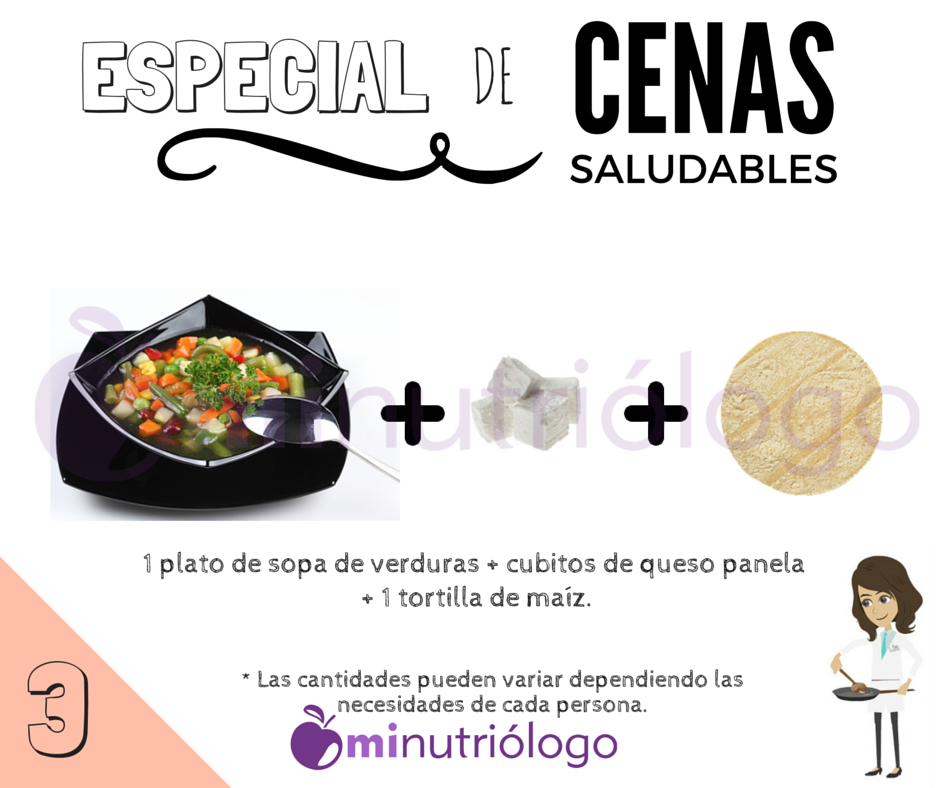 ESPECIAL DE CENAS
SALUDABLES
minutriólogo
1 plato de sopa de verduras + cubitos de queso panela
+ 1 tortilla de maíz.
3
* Las cantidades pueden variar dependiendo las
necesidades de cada persona.
minutriólogo